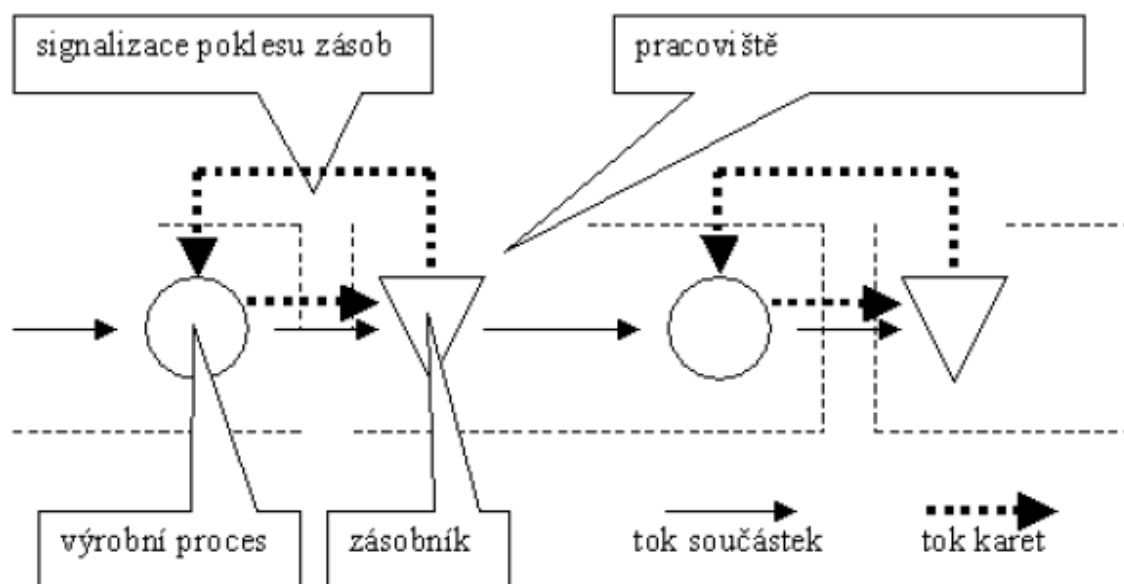 signalizace poklesu zásob
pracoviště
výrobní proces
zásobník
tok součástek
tok karet